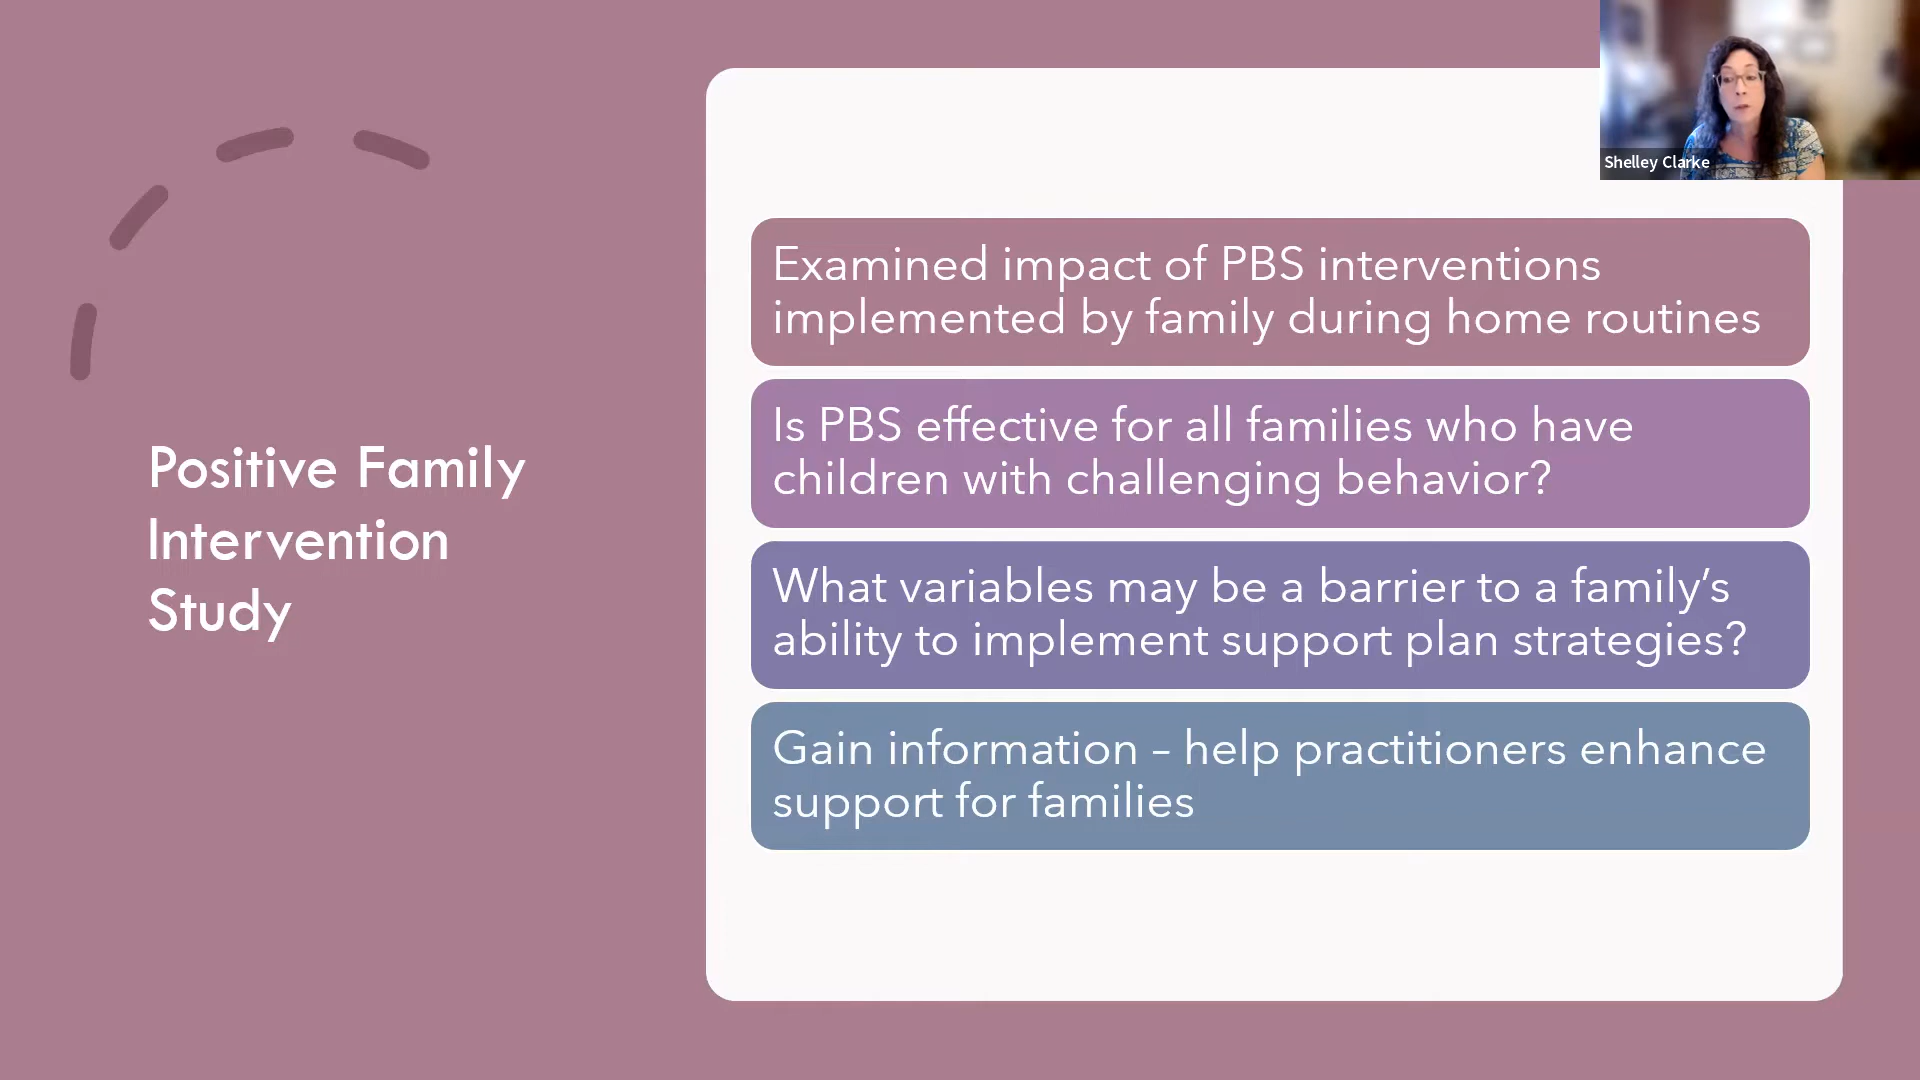 Positive Family
Intervention
Study
Shelley Clarke
Examined impact of PBS interventions
implemented by family during home routines
Is PBS effective for all families who have
children with challenging behavior?
What variables may be a barrier to a family’s
ability to implement support plan strategies?
Gain information – help practitioners enhance
support for families